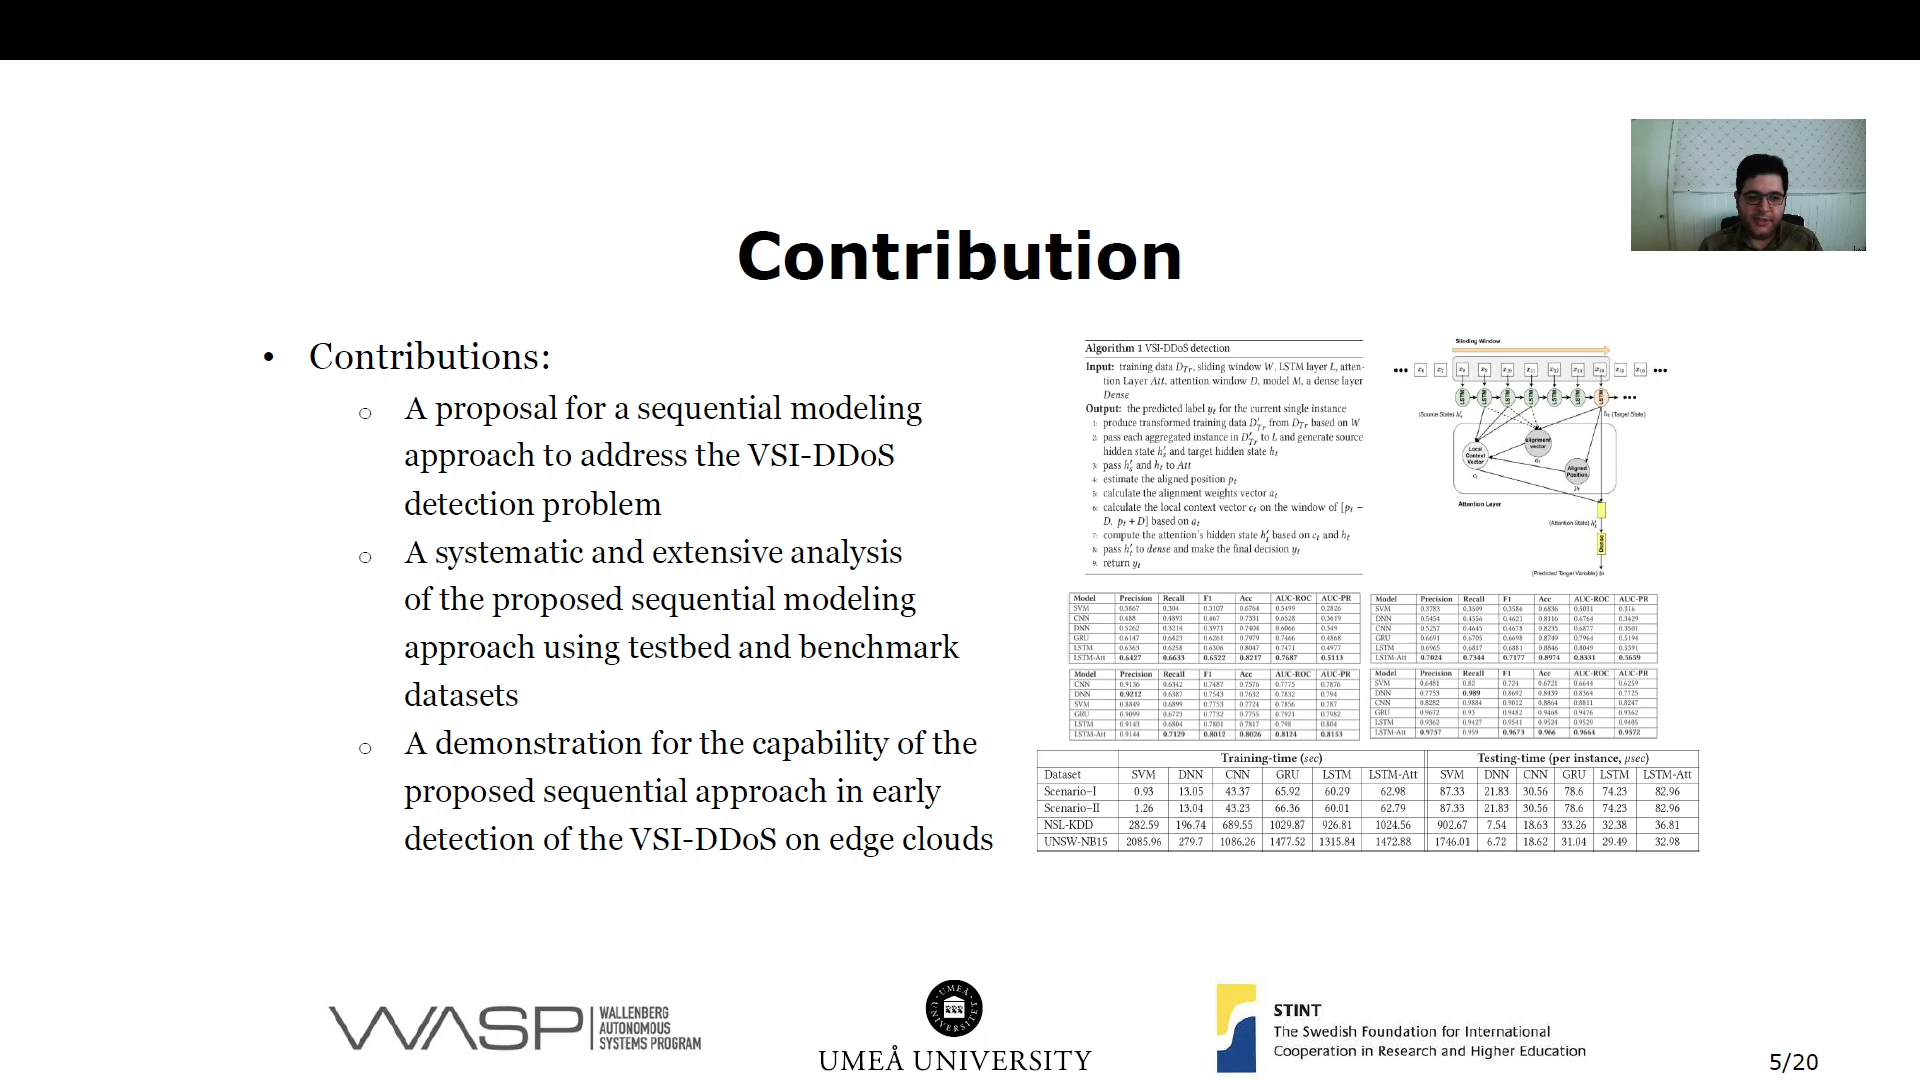 Contribution
• Contributions:
o A proposal for a sequential modeling
approach to address the VSI-DDoS
detection problem
o A systematic and extensive analysis
of the proposed sequential modeling
approach using testbed and benchmark
datasets
o A demonstration for the capability of the
proposed sequential approach in early
detection of the VSI-DDoS on edge clouds
Algorithm 1 VSI-DDoS detection
Input: training data D_Tr, sliding window W, LSTM layer L, atten-
tion Layer Att, attention window D, model M, a dense layer
Dense
Output: the predicted label y_t for the current single instance
1: produce transformed training data D'_Tr from D_Tr based on W
2: pass each aggregated instance in D'_Tr to L and generate source
hidden state h'_s and target hidden state h_t
3: pass h'_s and h_t to Att
4: estimate the aligned position p_t
5: calculate the alignment weights vector a_t
6: calculate the local context vector c_t on the window of [p_t −
D, p_t + D] based on a_t
7: compute the attention's hidden state h'_t based on c_t and h_t
8: pass h'_t to dense and make the final decision y_t
9: return y_t
Sliding Window
••• x6 x7 x8 x9 x10 x11 x12 x13 x14 •••
LSTM LSTM LSTM LSTM LSTM LSTM LSTM •••
(Source State) (Target State)
Alignment
vector
Local
Context
Vector
Aligned
Position
Attention Layer
(Attention State)
Dense
(Predicted Target Variable)
Model Precision Recall F1 Acc AUC-ROC AUC-PR
SVM 0.3867 0.304 0.3107 0.6764 0.5499 0.2826
CNN 0.488 0.4893 0.467 0.7331 0.6528 0.3619
DNN 0.5262 0.3214 0.3971 0.7404 0.6066 0.349
GRU 0.6147 0.6423 0.6261 0.7979 0.7466 0.4868
LSTM 0.6363 0.6258 0.6306 0.8047 0.7471 0.4977
LSTM-Att 0.6427 0.6633 0.6522 0.8217 0.7687 0.5113
Model Precision Recall F1 Acc AUC-ROC AUC-PR
SVM 0.3783 0.3509 0.3586 0.6836 0.5031 0.316
DNN 0.5454 0.4556 0.4621 0.8116 0.6764 0.3429
CNN 0.5257 0.4645 0.4678 0.8235 0.6877 0.3501
GRU 0.6691 0.6705 0.6698 0.8749 0.7964 0.5194
LSTM 0.6965 0.6817 0.6881 0.8846 0.8049 0.5391
LSTM-Att 0.7024 0.7344 0.7177 0.8974 0.8331 0.5659
Model Precision Recall F1 Acc AUC-ROC AUC-PR
CNN 0.9136 0.6342 0.7487 0.7576 0.7775 0.7876
DNN 0.9212 0.6387 0.7543 0.7632 0.7832 0.794
SVM 0.8849 0.6899 0.7753 0.7724 0.7856 0.787
GRU 0.9099 0.6723 0.7732 0.7755 0.7921 0.7982
LSTM 0.9143 0.6804 0.7801 0.7817 0.798 0.804
LSTM-Att 0.9144 0.7129 0.8012 0.8026 0.8124 0.8153
Model Precision Recall F1 Acc AUC-ROC AUC-PR
SVM 0.6481 0.82 0.724 0.6721 0.6644 0.6259
DNN 0.7753 0.989 0.8692 0.8439 0.8364 0.7725
CNN 0.8282 0.9884 0.9012 0.8864 0.8811 0.8247
GRU 0.9672 0.93 0.9482 0.9468 0.9476 0.9362
LSTM 0.9362 0.9427 0.9541 0.9524 0.9529 0.9405
LSTM-Att 0.9737 0.959 0.9673 0.966 0.9664 0.9572
Training-time (sec) Testing-time (per instance, μsec)
Dataset SVM DNN CNN GRU LSTM LSTM-Att SVM DNN CNN GRU LSTM LSTM-Att
Scenario−I 0.93 13.05 43.37 65.92 60.29 62.98 87.33 21.83 30.56 78.6 74.23 82.96
Scenario−II 1.26 13.04 43.23 66.36 60.01 62.79 87.33 21.83 30.56 78.6 74.23 82.96
NSL-KDD 282.59 196.74 689.55 1029.87 926.81 1024.56 902.67 7.54 18.63 33.26 32.38 36.81
UNSW-NB15 2085.96 279.7 1086.26 1477.52 1315.84 1472.88 1746.01 6.72 18.62 31.04 29.49 32.98
WASP WALLENBERG
AUTONOMOUS
SYSTEMS PROGRAM
UMEÅ UNIVERSITY
STINT
The Swedish Foundation for International
Cooperation in Research and Higher Education
5/20